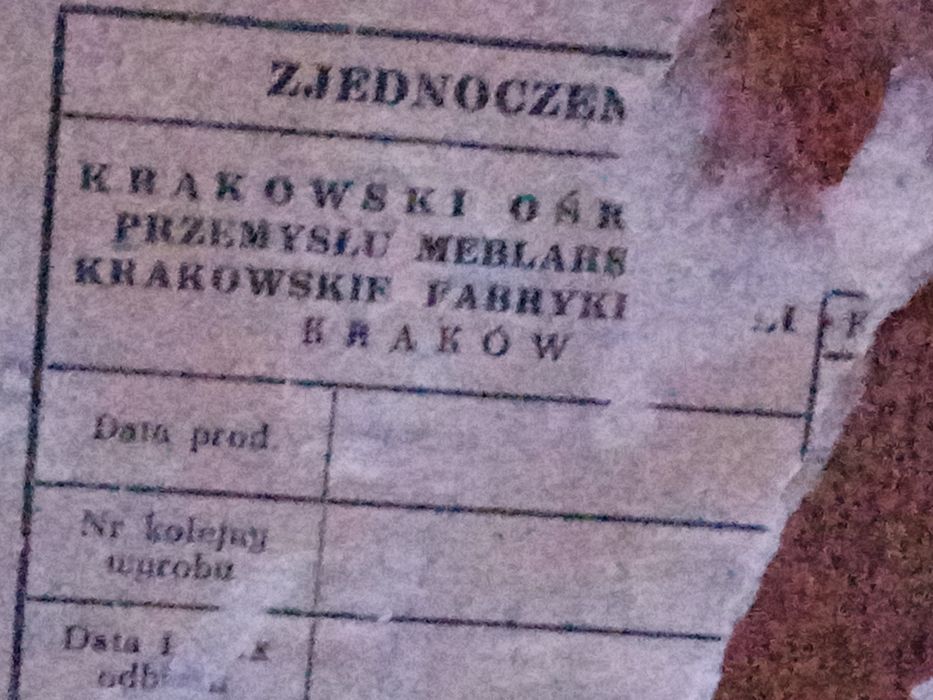 ZJEDNOCZEN
KRAKOWSKI OŚR
PRZEMYSŁU MEBLARS
KRAKOWSKIE FABRYKI
KRAKÓW
Data prod.
Nr kolejny
wyrobu
Data